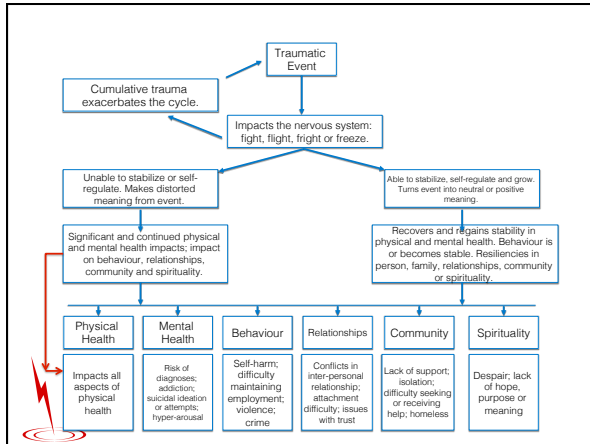 Traumatic
Event
Cumulative trauma
exacerbates the cycle.
Impacts the nervous system:
fight, flight, fright or freeze.
Unable to stabilize or self-
regulate. Makes distorted
meaning from event.
Able to stabilize, self-regulate and grow.
Turns event into neutral or positive
meaning.
Significant and continued physical
and mental health impacts; impact
on behaviour, relationships,
community and spirituality.
Recovers and regains stability in
physical and mental health. Behaviour is
or becomes stable. Resiliencies in
person, family, relationships, community
or spirituality.
Physical
Health
Mental
Health
Behaviour
Relationships
Community
Spirituality
Impacts all
aspects of
physical
health
Risk of
diagnoses;
addiction;
suicidal ideation
or attempts;
hyper-arousal
Self-harm;
difficulty
maintaining
employment;
violence;
crime
Conflicts in
inter-personal
relationship;
attachment
difficulty; issues
with trust
Lack of support;
isolation;
difficulty seeking
or receiving
help; homeless
Despair; lack
of hope,
purpose or
meaning